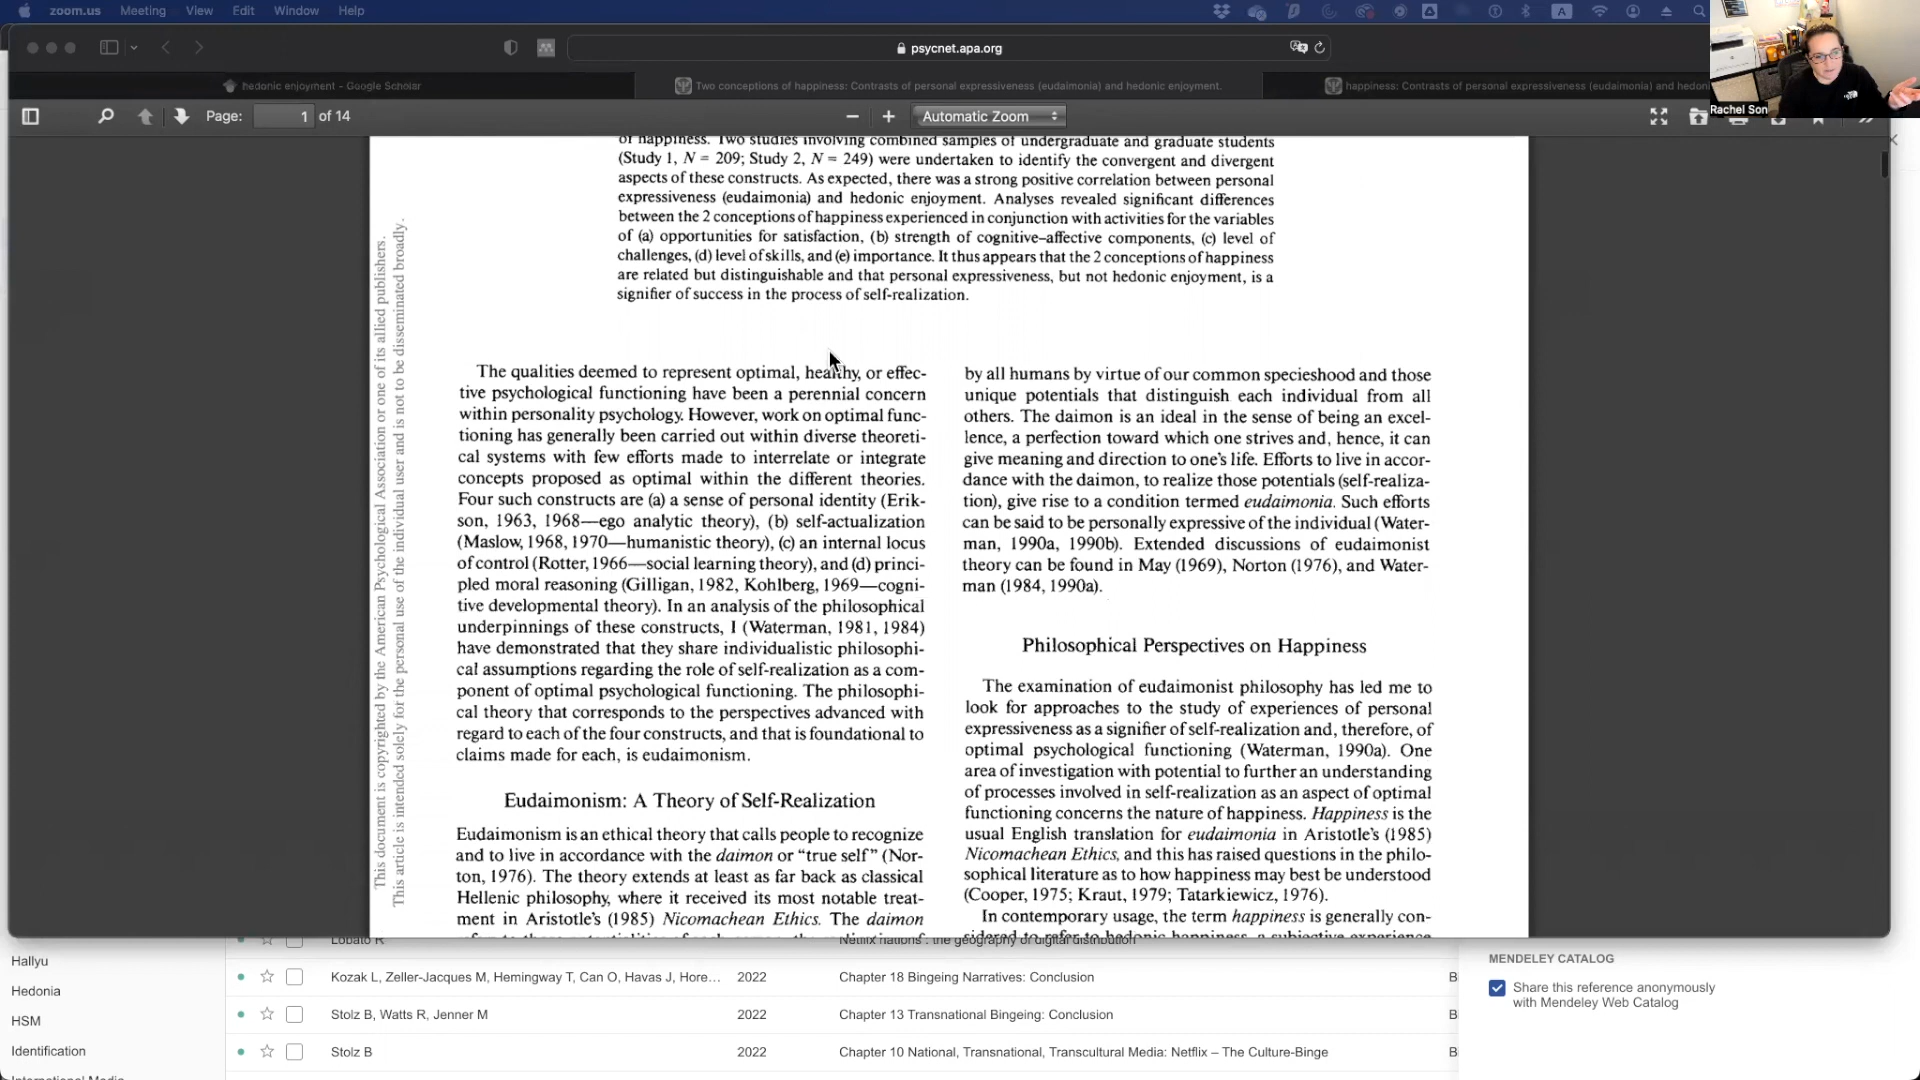 zoom.us Meeting View Edit Window Help
psycnet.apa.org
hedonic enjoyment - Google Scholar
Two conceptions of happiness: Contrasts of personal expressiveness (eudaimonia) and hedonic enjoyment.
happiness: Contrasts of personal expressiveness (eudaimonia) and hedon
Rachel Son
Page: 1 of 14
Automatic Zoom
This document is copyrighted by the American Psychological Association or one of its allied publishers.
This article is intended solely for the personal use of the individual user and is not to be disseminated broadly.
of happiness. Two studies involving combined samples of undergraduate and graduate students
(Study 1, N = 209; Study 2, N = 249) were undertaken to identify the convergent and divergent
aspects of these constructs. As expected, there was a strong positive correlation between personal
expressiveness (eudaimonia) and hedonic enjoyment. Analyses revealed significant differences
between the 2 conceptions of happiness experienced in conjunction with activities for the variables
of (a) opportunities for satisfaction, (b) strength of cognitive–affective components, (c) level of
challenges, (d) level of skills, and (e) importance. It thus appears that the 2 conceptions of happiness
are related but distinguishable and that personal expressiveness, but not hedonic enjoyment, is a
signifier of success in the process of self-realization.
The qualities deemed to represent optimal, healthy, or effec-
tive psychological functioning have been a perennial concern
within personality psychology. However, work on optimal func-
tioning has generally been carried out within diverse theoreti-
cal systems with few efforts made to interrelate or integrate
concepts proposed as optimal within the different theories.
Four such constructs are (a) a sense of personal identity (Erik-
son, 1963, 1968—ego analytic theory), (b) self-actualization
(Maslow, 1968, 1970—humanistic theory), (c) an internal locus
of control (Rotter, 1966—social learning theory), and (d) princi-
pled moral reasoning (Gilligan, 1982, Kohlberg, 1969—cogni-
tive developmental theory). In an analysis of the philosophical
underpinnings of these constructs, I (Waterman, 1981, 1984)
have demonstrated that they share individualistic philosophi-
cal assumptions regarding the role of self-realization as a com-
ponent of optimal psychological functioning. The philosophi-
cal theory that corresponds to the perspectives advanced with
regard to each of the four constructs, and that is foundational to
claims made for each, is eudaimonism.
Eudaimonism: A Theory of Self-Realization
Eudaimonism is an ethical theory that calls people to recognize
and to live in accordance with the daimon or “true self” (Nor-
ton, 1976). The theory extends at least as far back as classical
Hellenic philosophy, where it received its most notable treat-
ment in Aristotle’s (1985) Nicomachean Ethics. The daimon
by all humans by virtue of our common specieshood and those
unique potentials that distinguish each individual from all
others. The daimon is an ideal in the sense of being an excel-
lence, a perfection toward which one strives and, hence, it can
give meaning and direction to one’s life. Efforts to live in accor-
dance with the daimon, to realize those potentials (self-realiza-
tion), give rise to a condition termed eudaimonia. Such efforts
can be said to be personally expressive of the individual (Water-
man, 1990a, 1990b). Extended discussions of eudaimonist
theory can be found in May (1969), Norton (1976), and Water-
man (1984, 1990a).
Philosophical Perspectives on Happiness
The examination of eudaimonist philosophy has led me to
look for approaches to the study of experiences of personal
expressiveness as a signifier of self-realization and, therefore, of
optimal psychological functioning (Waterman, 1990a). One
area of investigation with potential to further an understanding
of processes involved in self-realization as an aspect of optimal
functioning concerns the nature of happiness. Happiness is the
usual English translation for eudaimonia in Aristotle’s (1985)
Nicomachean Ethics, and this has raised questions in the philo-
sophical literature as to how happiness may best be understood
(Cooper, 1975; Kraut, 1979; Tatarkiewicz, 1976).
In contemporary usage, the term happiness is generally con-
sidered to refer to hedonic happiness, a subjective experience
Lobato R Netflix nations : the geography of digital distribution
Hallyu
Hedonia
HSM
Identification
International Media
Kozak L, Zeller-Jacques M, Hemingway T, Can O, Havas J, Hore... 2022 Chapter 18 Bingeing Narratives: Conclusion B
Stolz B, Watts R, Jenner M 2022 Chapter 13 Transnational Bingeing: Conclusion B
Stolz B 2022 Chapter 10 National, Transnational, Transcultural Media: Netflix – The Culture-Binge B
MENDELEY CATALOG
Share this reference anonymously
with Mendeley Web Catalog